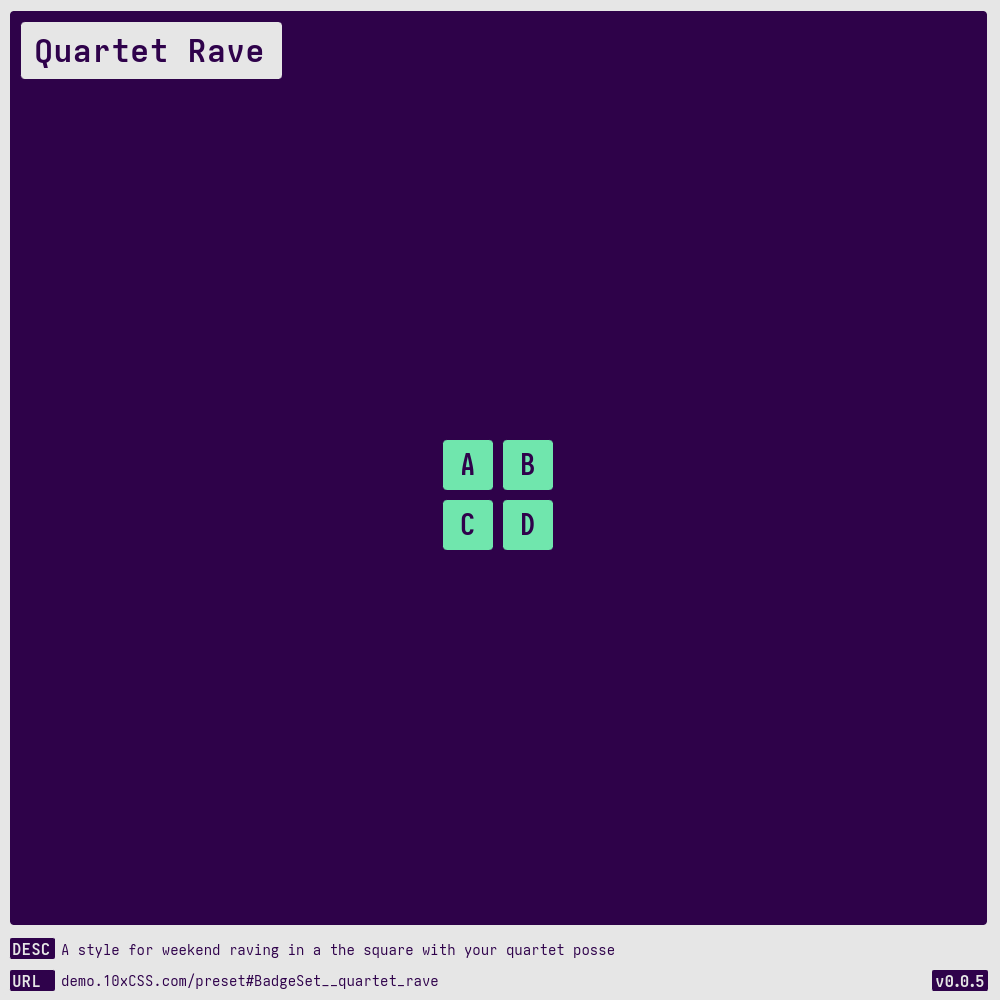 Quartet Rave
A B
C D
DESC A style for weekend raving in a the square with your quartet posse
URL demo.10xCSS.com/preset#BadgeSet__quartet_rave
v0.0.5